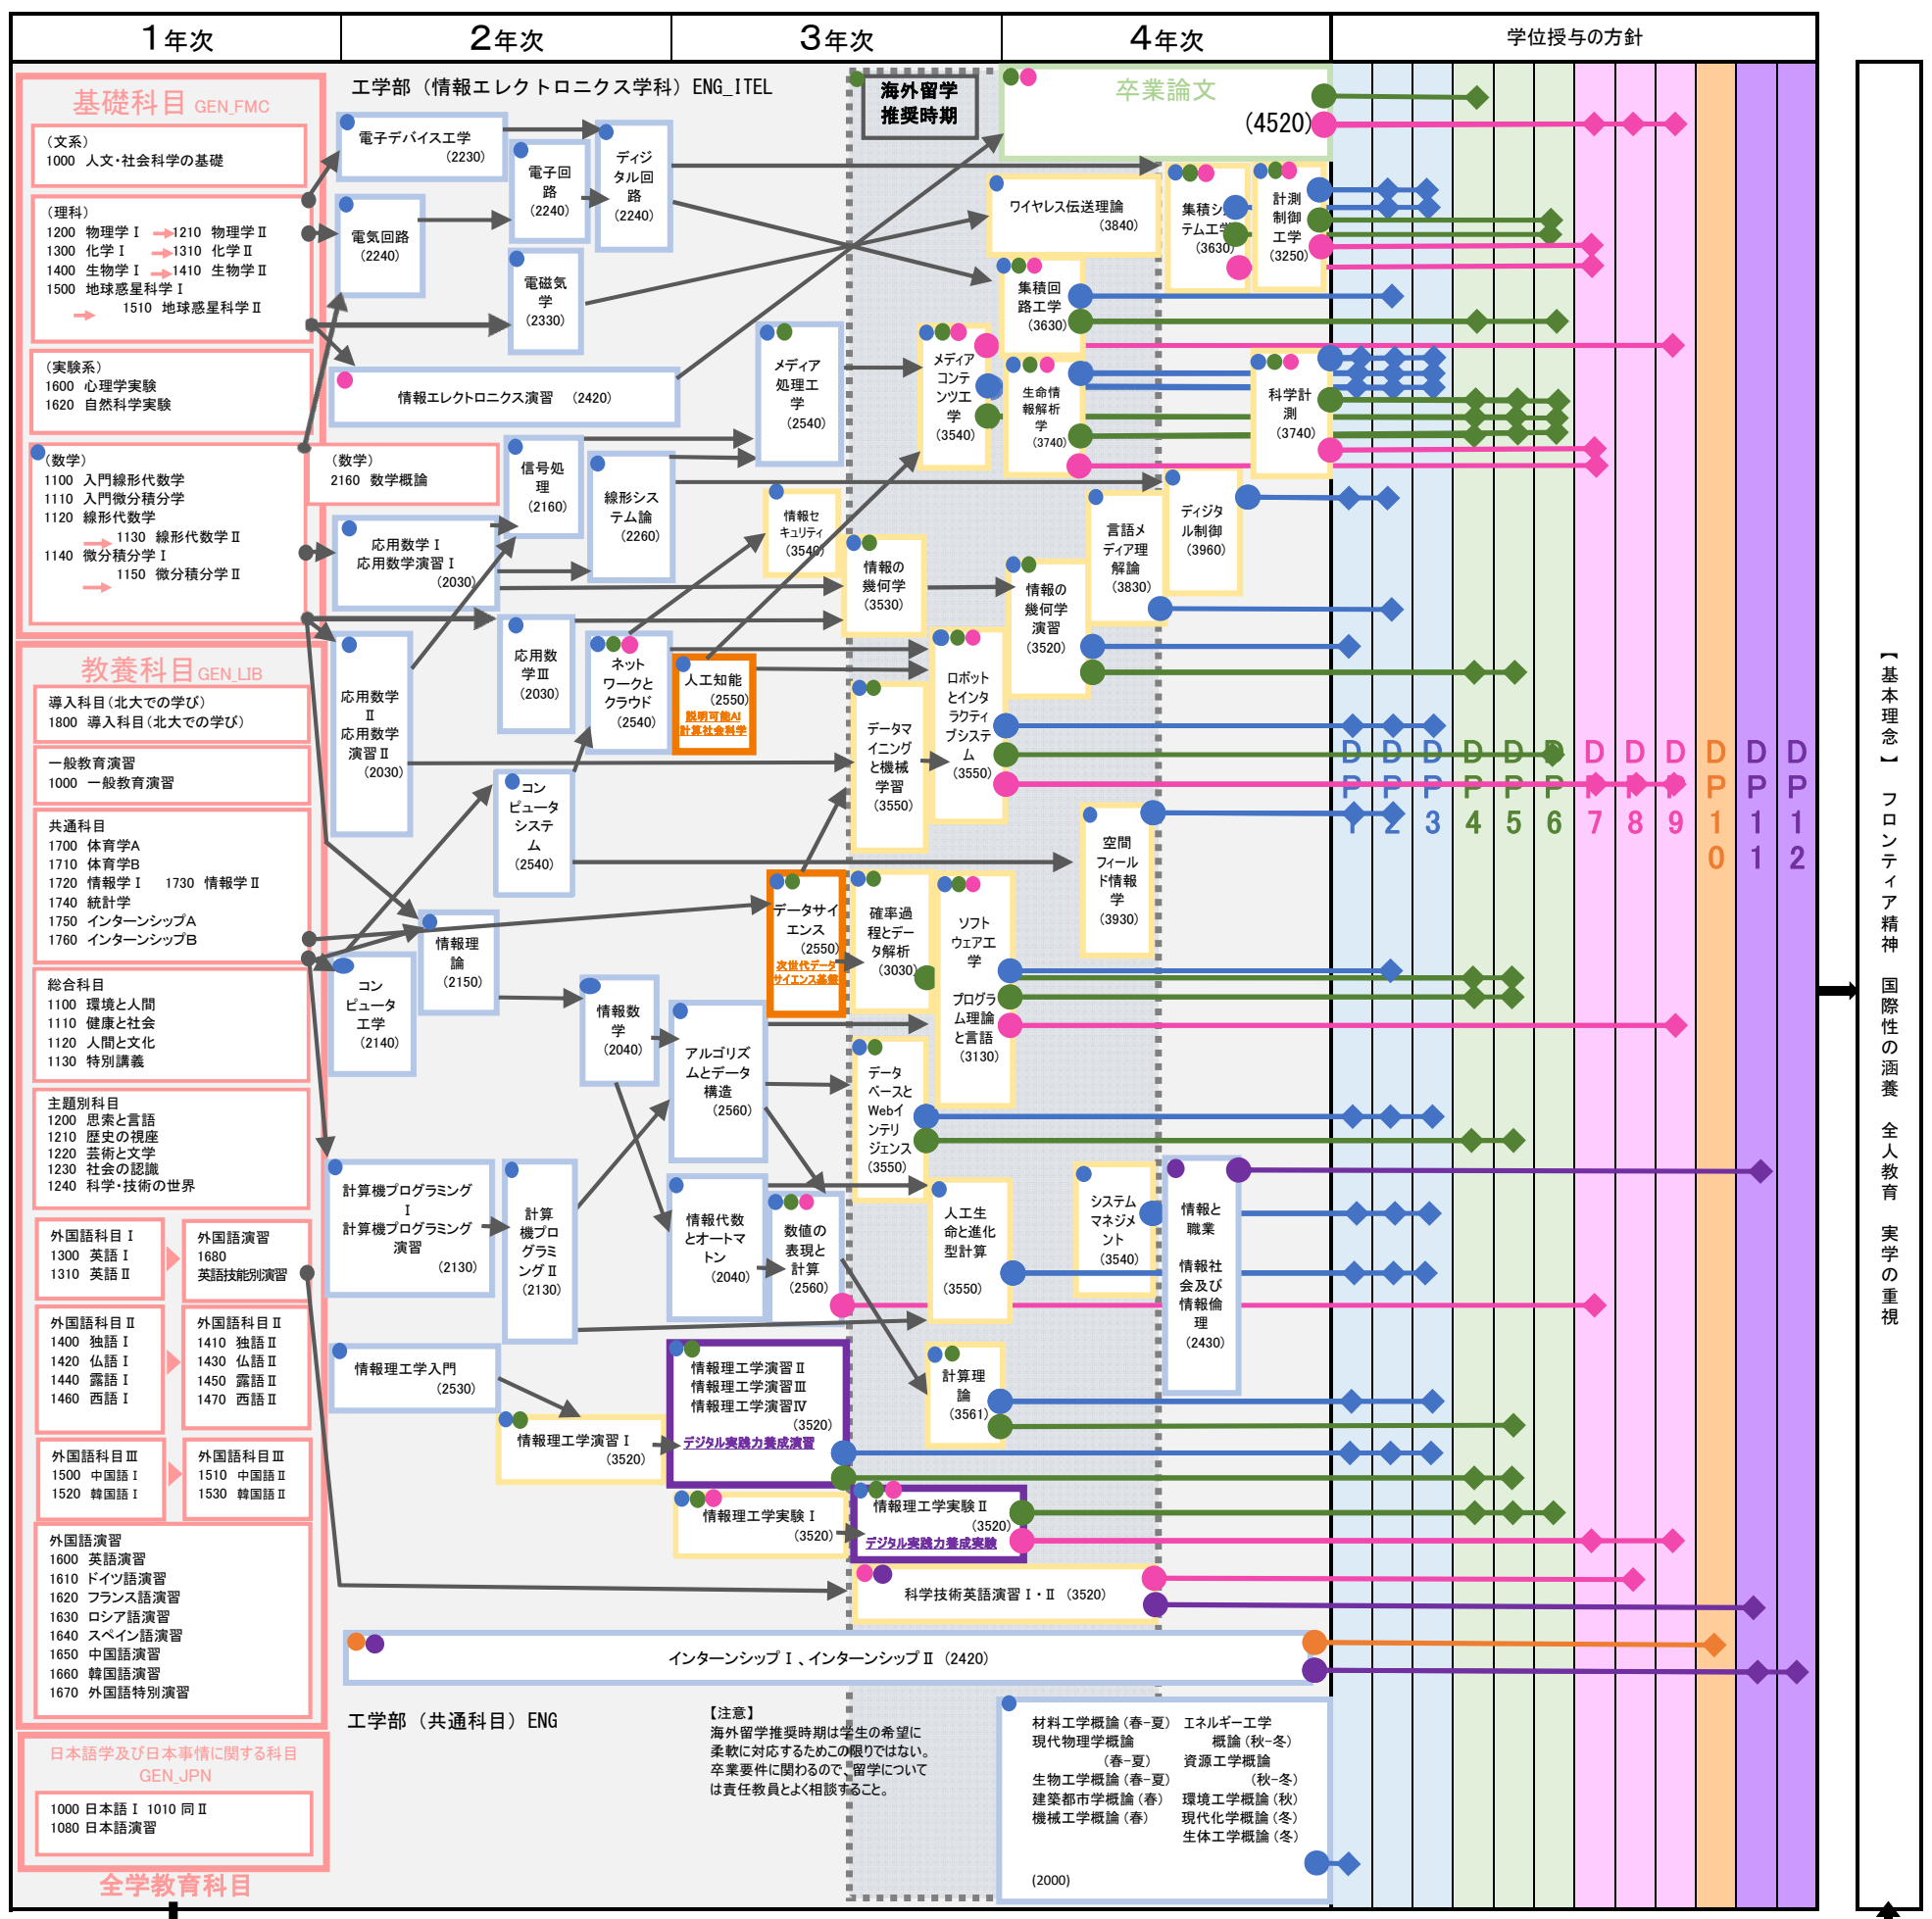 1年次
2年次
3年次
4年次
学位授与の方針
基礎科目 GEN_FMC
(文系)
1000 人文・社会科学の基礎
(理科)
1200 物理学Ⅰ 1210 物理学Ⅱ
1300 化学Ⅰ 1310 化学Ⅱ
1400 生物学Ⅰ 1410 生物学Ⅱ
1500 地球惑星科学Ⅰ
1510 地球惑星科学Ⅱ
(実験系)
1600 心理学実験
1620 自然科学実験
(数学)
1100 入門線形代数学
1110 入門微分積分学
1120 線形代数学
1130 線形代数学Ⅱ
1140 微分積分学Ⅰ
1150 微分積分学Ⅱ
(数学)
2160 数学概論
教養科目 GEN_LIB
導入科目(北大での学び)
1800 導入科目(北大での学び)
一般教育演習
1000 一般教育演習
共通科目
1700 体育学A
1710 体育学B
1720 情報学Ⅰ 1730 情報学Ⅱ
1740 統計学
1750 インターンシップA
1760 インターンシップB
総合科目
1100 環境と人間
1110 健康と社会
1120 人間と文化
1130 特別講義
主題別科目
1200 思索と言語
1210 歴史の視座
1220 芸術と文学
1230 社会の認識
1240 科学・技術の世界
外国語科目Ⅰ
1300 英語Ⅰ
1310 英語Ⅱ
外国語演習
1680
英語技能別演習
外国語科目Ⅱ
1400 独語Ⅰ
1420 仏語Ⅰ
1440 露語Ⅰ
1460 西語Ⅰ
外国語科目Ⅱ
1410 独語Ⅱ
1430 仏語Ⅱ
1450 露語Ⅱ
1470 西語Ⅱ
外国語科目Ⅲ
1500 中国語Ⅰ
1520 韓国語Ⅰ
外国語科目Ⅲ
1510 中国語Ⅱ
1530 韓国語Ⅱ
外国語演習
1600 英語演習
1610 ドイツ語演習
1620 フランス語演習
1630 ロシア語演習
1640 スペイン語演習
1650 中国語演習
1660 韓国語演習
1670 外国語特別演習
日本語学及び日本事情に関する科目
GEN_JPN
1000 日本語Ⅰ 1010 同Ⅱ
1080 日本語演習
全学教育科目
工学部（情報エレクトロニクス学科）ENG_ITEL
電子デバイス工学
(2230)
電気回路
(2240)
電子回
路
(2240)
ディジ
タル回
路
(2240)
電磁気
学
(2330)
情報エレクトロニクス演習 (2420)
信号処
理
(2160)
線形シス
テム論
(2260)
応用数学Ⅰ
応用数学演習Ⅰ
(2030)
応用数学
Ⅱ
応用数学
演習Ⅱ
(2030)
応用数
学Ⅲ
(2030)
ネット
ワークと
クラウド
(2540)
コン
ピュータ
システ
ム
(2540)
情報理
論
(2150)
コン
ピュータ
工学
(2140)
情報数
学
(2040)
計算機プログラミング
Ⅰ
計算機プログラミング
演習
(2130)
計算
機プロ
グラミ
ングⅡ
(2130)
情報理工学入門
(2530)
情報理工学演習Ⅰ
(3520)
海外留学
推奨時期
メディア
処理工
学
(2540)
情報セ
キュリティ
(3540)
情報の
幾何学
(3530)
人工知能
(2550)
説明可能AI
計算社会科学
データマ
イニング
と機械
学習
(3550)
データサイ
エンス
(2550)
次世代データ
サイエンス基盤
確率過
程とデー
タ解析
(3030)
アルゴリズ
ムとデータ
構造
(2560)
データ
ベースと
Webイ
ンテリ
ジェンス
(3550)
情報代数
とオートマ
トン
(2040)
数値の
表現と
計算
(2560)
情報理工学演習Ⅱ
情報理工学演習Ⅲ
情報理工学演習Ⅳ
(3520)
デジタル実践力養成演習
情報理工学実験Ⅰ
(3520)
情報理工学実験Ⅱ
(3520)
デジタル実践力養成実験
科学技術英語演習Ⅰ・Ⅱ (3520)
メディア
コンテ
ンツ工
学
(3540)
ロボット
とインタ
ラクティ
ブシステ
ム
(3550)
ソフト
ウェア工
学
プログラ
ム理論
と言語
(3130)
人工生
命と進化
型計算
(3550)
計算理
論
(3561)
卒業論文
(4520)
ワイヤレス伝送理論
(3840)
集積シス
テム工学
(3630)
計測
制御
工学
(3250)
集積回
路工学
(3630)
生命情
報解析
学
(3740)
科学計
測
(3740)
言語メ
ディア理
解論
(3830)
ディジタ
ル制御
(3960)
情報の
幾何学
演習
(3520)
空間
フィール
ド情報
学
(3930)
システム
マネジメ
ント
(3540)
情報と
職業
情報社
会及び
情報倫
理
(2430)
インターンシップⅠ、インターンシップⅡ (2420)
工学部（共通科目）ENG
【注意】
海外留学推奨時期は学生の希望に
柔軟に対応するためこの限りではない。
卒業要件に関わるので、留学について
は責任教員とよく相談すること。
材料工学概論(春-夏) エネルギー工学
現代物理学概論 概論(秋-冬)
(春-夏) 資源工学概論
生物工学概論(春-夏) (秋-冬)
建築都市学概論(春) 環境工学概論(秋)
機械工学概論(春) 現代化学概論(冬)
生体工学概論(冬)
(2000)
DP1
DP2
DP3
DP4
DP5
DP6
DP7
DP8
DP9
DP10
DP11
DP12
【基本理念】 フロンティア精神 国際性の涵養 全人教育 実学の重視